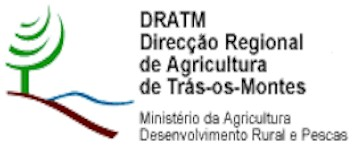 DRATM
Direcção Regional
de Agricultura
de Trás-os-Montes
Ministério da Agricultura
Desenvolvimento Rural e Pescas